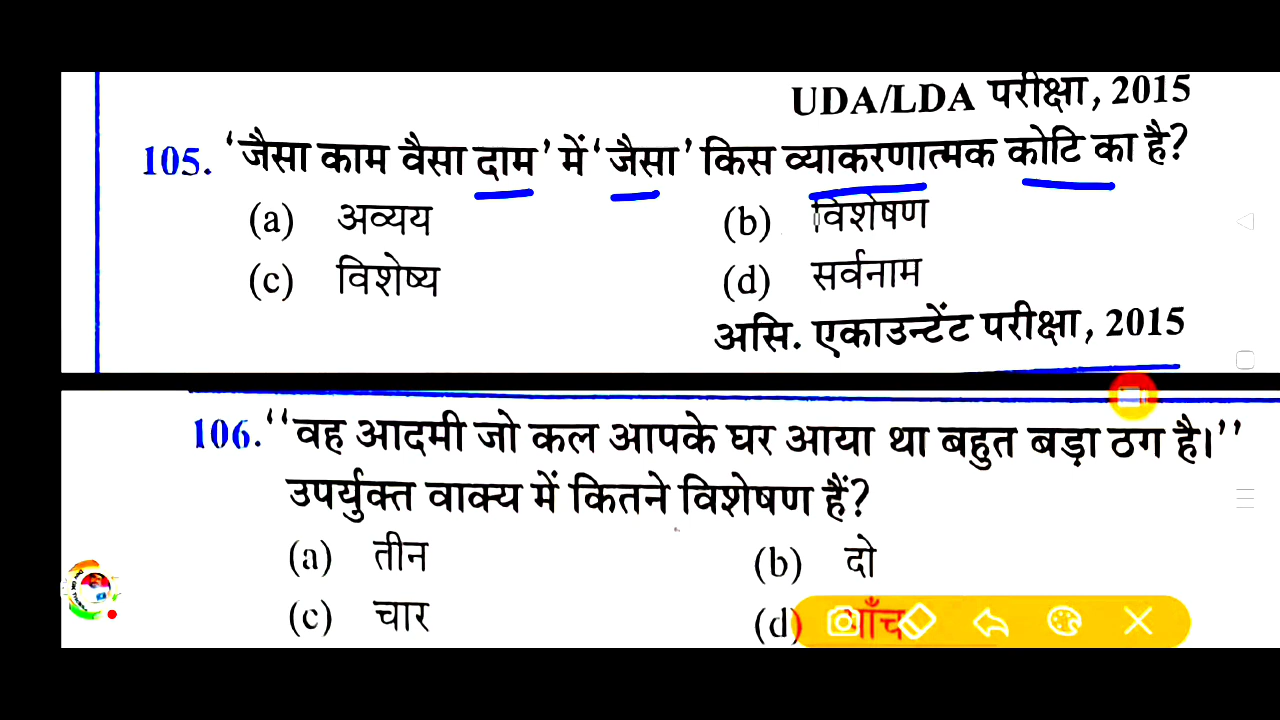 UDA/LDA परीक्षा, 2015
105. ‘जैसा काम वैसा दाम’ में ‘जैसा’ किस व्याकरणात्मक कोटि का है?
(a) अव्यय (b) विशेषण
(c) विशेष्य (d) सर्वनाम
असि. एकाउन्टेंट परीक्षा, 2015
106. “वह आदमी जो कल आपके घर आया था बहुत बड़ा ठग है।”
उपर्युक्त वाक्य में कितने विशेषण हैं?
(a) तीन (b) दो
(c) चार (d) पाँच